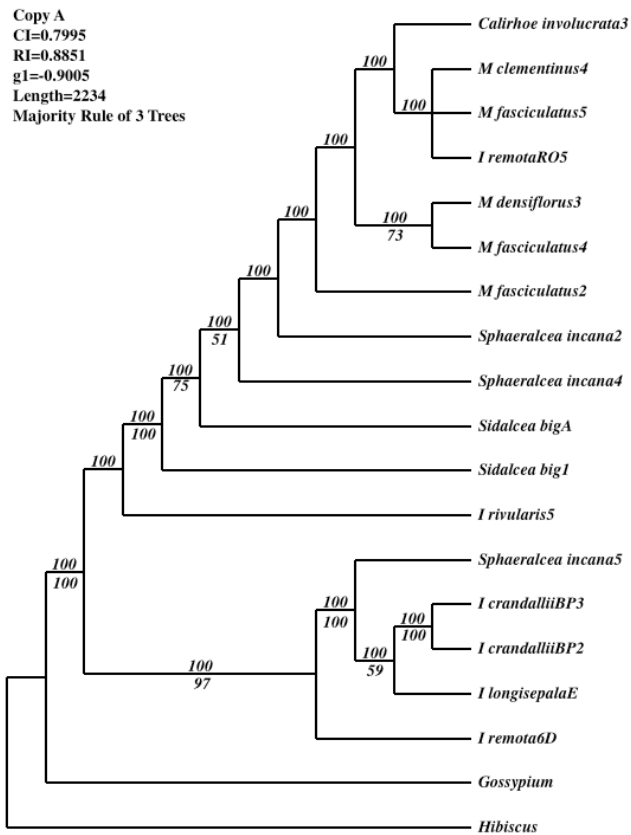 Copy A
CI=0.7995
RI=0.8851
g1=-0.9005
Length=2234
Majority Rule of 3 Trees
Calirhoe involucrata3
100
M clementinus4
100
M fasciculatus5
100
I remotaRO5
M densiflorus3
100
73
M fasciculatus4
100
M fasciculatus2
100
Sphaeralcea incana2
100
51
Sphaeralcea incana4
100
75
Sidalcea bigA
100
100
Sidalcea big1
100
I rivularis5
100
100
Sphaeralcea incana5
100
100
I crandalliiBP3
100
100
I crandalliiBP2
100
59
100
97
I longisepalaE
I remota6D
Gossypium
Hibiscus